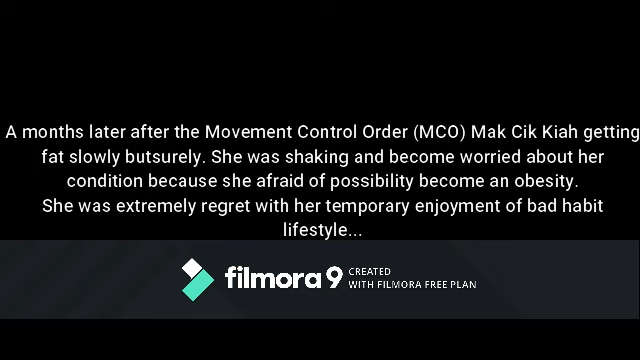 A months later after the Movement Control Order (MCO) Mak Cik Kiah getting
fat slowly butsurely. She was shaking and become worried about her
condition because she afraid of possibility become an obesity.
She was extremely regret with her temporary enjoyment of bad habit
lifestyle...
filmora 9 CREATED
WITH FILMORA FREE PLAN